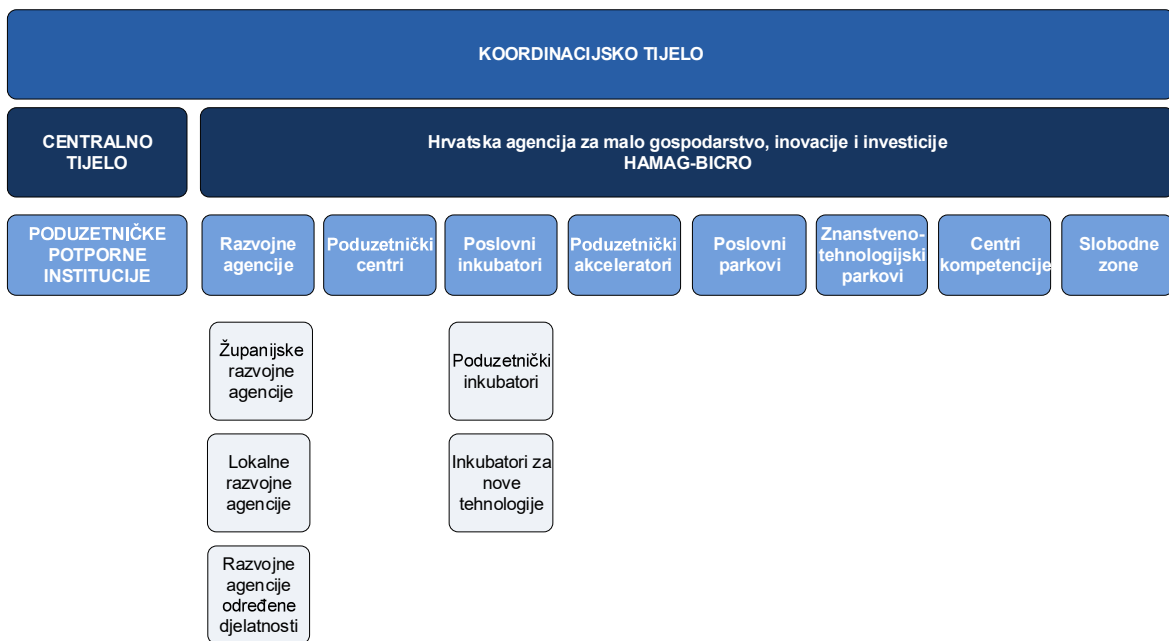 KOORDINACIJSKO TIJELO
CENTRALNO
TIJELO
Hrvatska agencija za malo gospodarstvo, inovacije i investicije
HAMAG-BICRO
PODUZETNIČKE
POTPORNE
INSTITUCIJE
Razvojne
agencije
Poduzetnički
centri
Poslovni
inkubatori
Poduzetnički
akceleratori
Poslovni
parkovi
Znanstveno-
tehnologijski
parkovi
Centri
kompetencije
Slobodne
zone
Županijske
razvojne
agencije
Poduzetnički
inkubatori
Lokalne
razvojne
agencije
Inkubatori za
nove
tehnologije
Razvojne
agencije
određene
djelatnosti